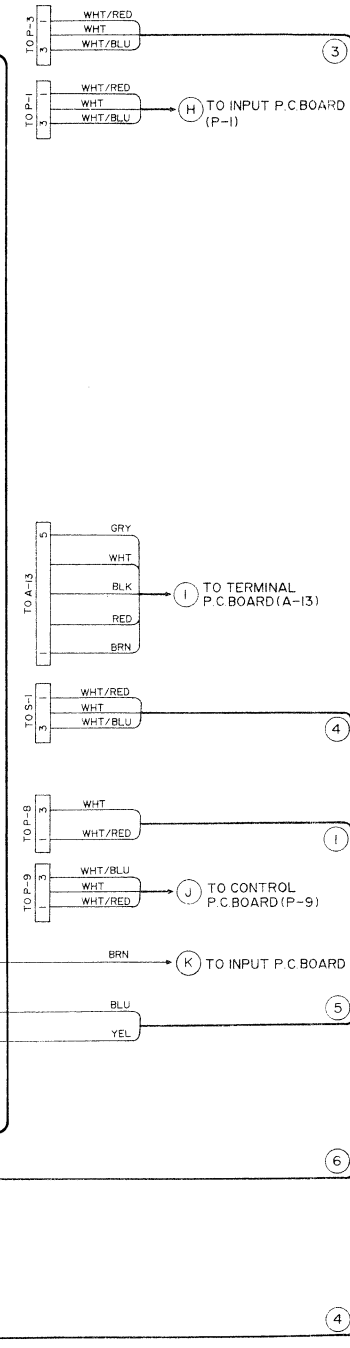 TO P-3
1
3
WHT/RED
WHT
WHT/BLU
3
TO P-1
1
3
WHT/RED
WHT
WHT/BLU
H TO INPUT P.C.BOARD
(P-1)
TO A-13
5
1
GRY
WHT
BLK
RED
BRN
I TO TERMINAL
P.C.BOARD(A-13)
TO S-1
1
3
WHT/RED
WHT
WHT/BLU
4
TO P-8
3
1
WHT
WHT/RED
1
TO P-9
3
1
WHT/BLU
WHT
WHT/RED
J TO CONTROL
P.C.BOARD(P-9)
BRN
K TO INPUT P.C.BOARD
BLU
YEL
5
6
4